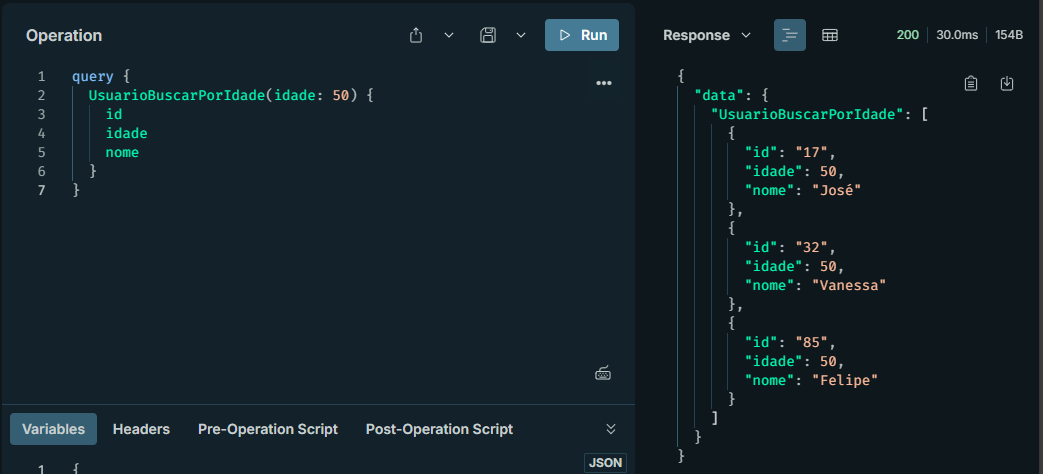 Operation
Run
1 query {
2 UsuarioBuscarPorIdade(idade: 50) {
3 id
4 idade
5 nome
6 }
7 }
Variables Headers Pre-Operation Script Post-Operation Script
JSON
1 {
Response 200 30.0ms 154B
{
"data": {
"UsuarioBuscarPorIdade": [
{
"id": "17",
"idade": 50,
"nome": "José"
},
{
"id": "32",
"idade": 50,
"nome": "Vanessa"
},
{
"id": "85",
"idade": 50,
"nome": "Felipe"
}
]
}
}